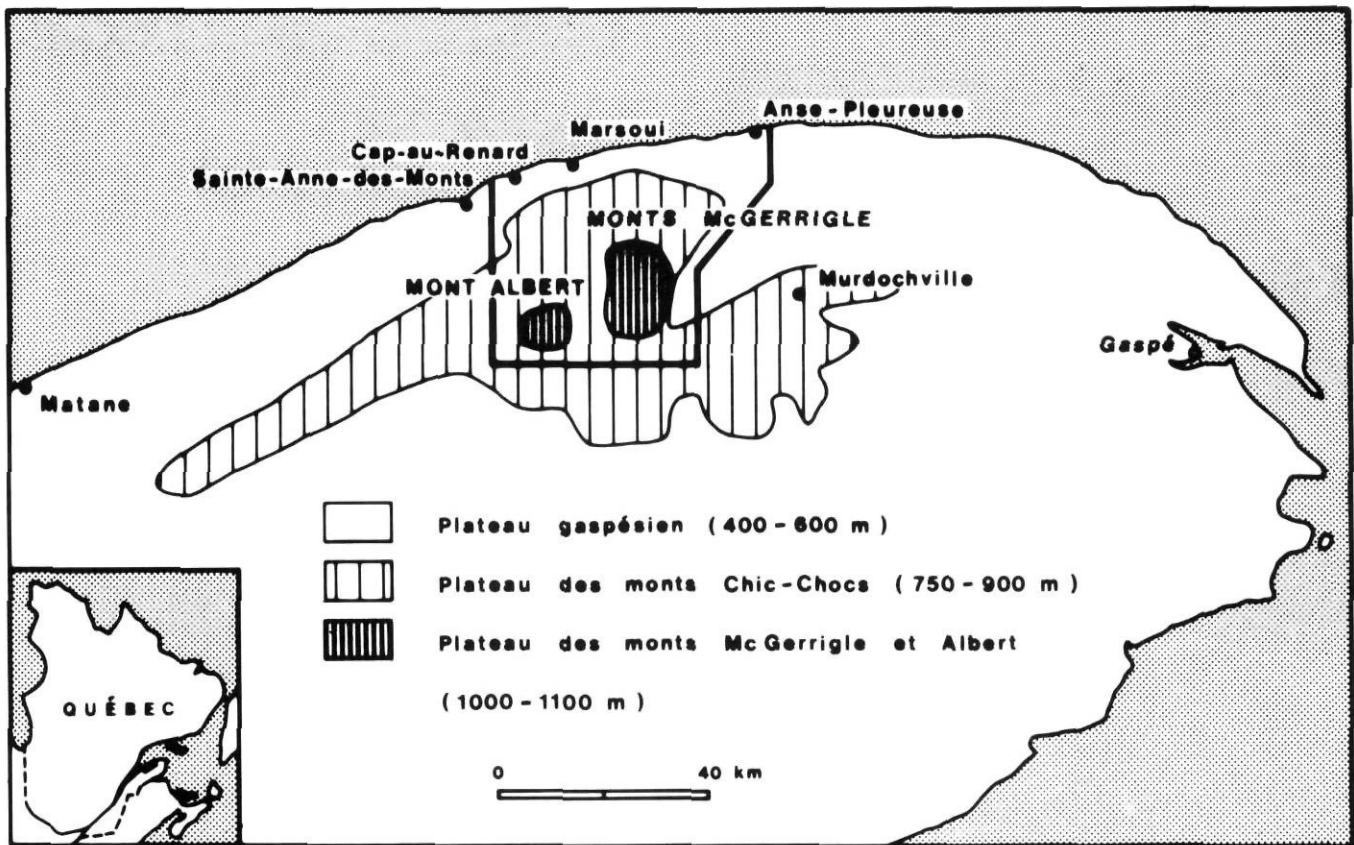 Anse-Pleureuse
Marsoui
Cap-au-Renard
Sainte-Anne-des-Monts
MONTS McGERRIGLE
MONT ALBERT
Murdochville
Gaspé
Matane
Plateau gaspésien (400-600 m)
Plateau des monts Chic-Chocs (750-900 m)
Plateau des monts McGerrigle et Albert
(1000-1100 m)
QUÉBEC
0 40 km